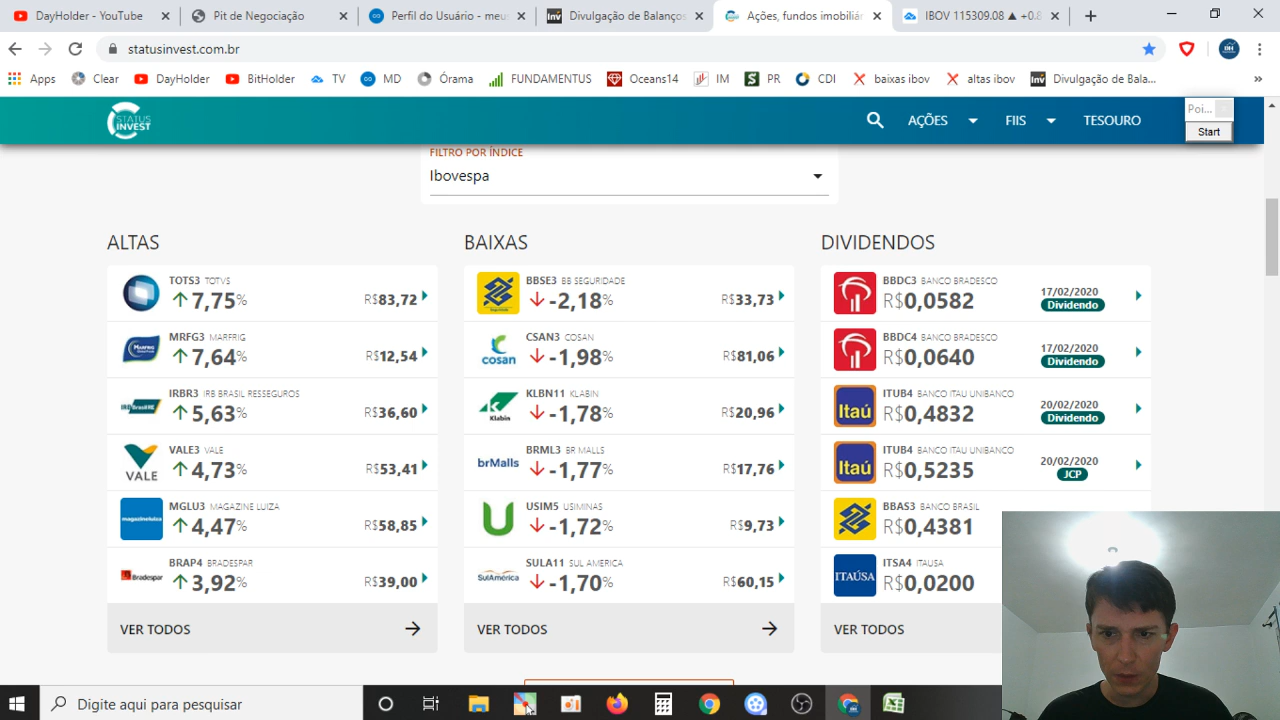 DayHolder - YouTube
Pit de Negociação
Perfil do Usuário - meus
Divulgação de Balanços
Ações, fundos imobiliár
IBOV 115309.08 ▲ +0.8
statusinvest.com.br
Apps
Clear
DayHolder
BitHolder
TV
MD
Órama
FUNDAMENTUS
Oceans14
IM
PR
CDI
baixas ibov
altas ibov
Divulgação de Bala...
»
STATUS INVEST
AÇÕES
FIIS
TESOURO
Poi...
Start
FILTRO POR ÍNDICE
Ibovespa
ALTAS
TOTS3 TOTVS
7,75%
R$83,72
MRFG3 MARFRIG
7,64%
R$12,54
IRBR3 IRB BRASIL RESSEGUROS
5,63%
R$36,60
VALE3 VALE
4,73%
R$53,41
MGLU3 MAGAZINE LUIZA
4,47%
R$58,85
BRAP4 BRADESPAR
3,92%
R$39,00
VER TODOS
BAIXAS
BBSE3 BB SEGURIDADE
-2,18%
R$33,73
CSAN3 COSAN
-1,98%
R$81,06
KLBN11 KLABIN
-1,78%
R$20,96
BRML3 BR MALLS
-1,77%
R$17,76
USIM5 USIMINAS
-1,72%
R$9,73
SULA11 SUL AMERICA
-1,70%
R$60,15
VER TODOS
DIVIDENDOS
BBDC3 BANCO BRADESCO
R$0,0582
17/02/2020
Dividendo
BBDC4 BANCO BRADESCO
R$0,0640
17/02/2020
Dividendo
ITUB4 BANCO ITAU UNIBANCO
R$0,4832
20/02/2020
Dividendo
ITUB4 BANCO ITAU UNIBANCO
R$0,5235
20/02/2020
JCP
BBAS3 BANCO BRASIL
R$0,4381
ITSA4 ITAUSA
R$0,0200
VER TODOS
Digite aqui para pesquisar